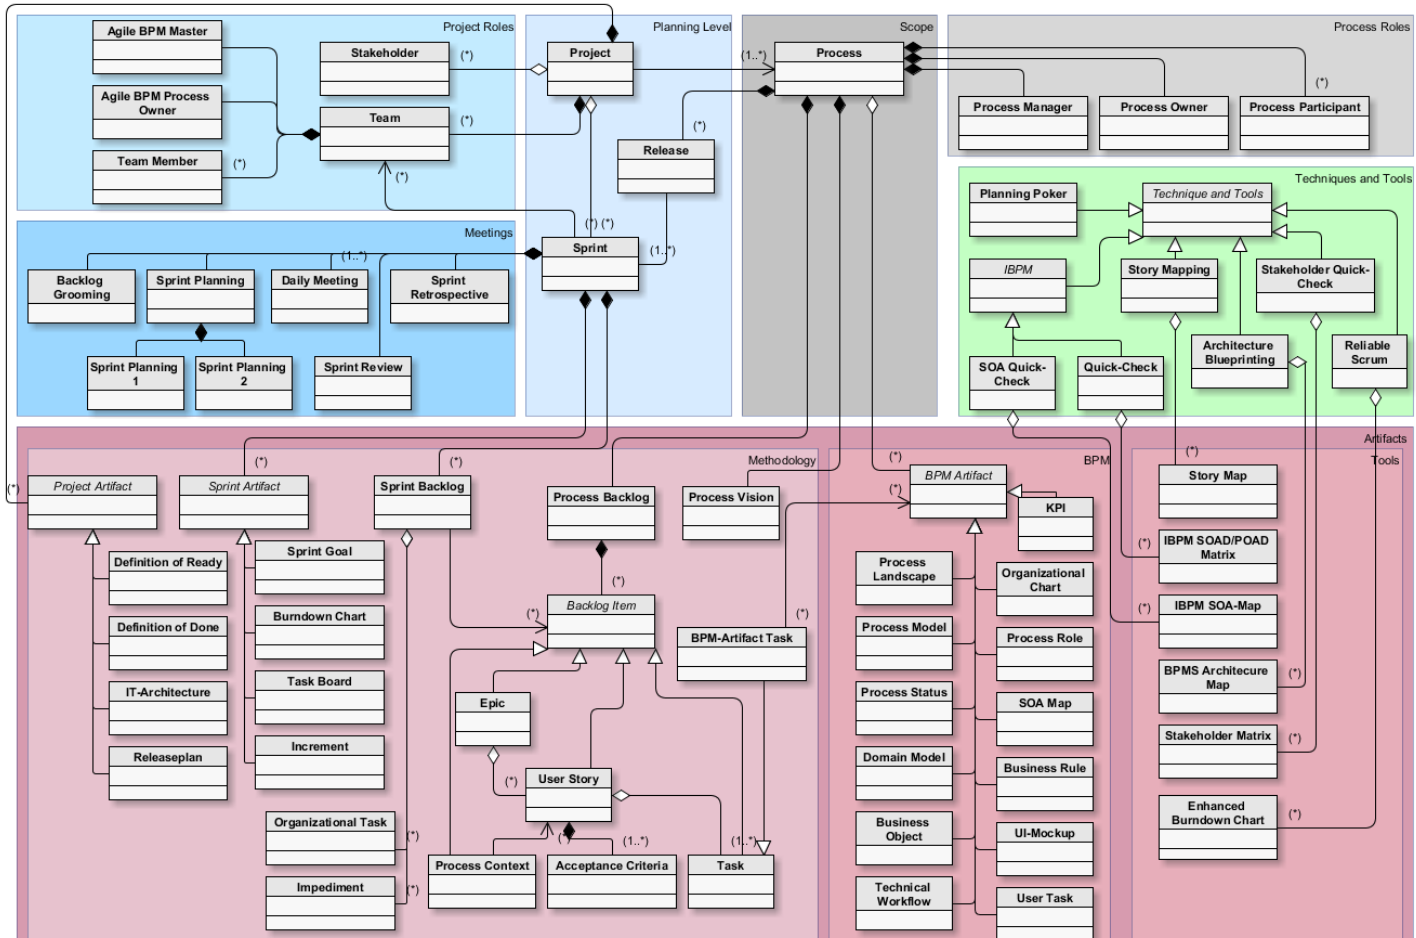 Project Roles
Agile BPM Master
Stakeholder
(*)
Agile BPM Process
Owner
Team
(*)
Team Member
(*)
(*)
Planning Level
Project
Release
(*)
(*) (*)
Sprint
(1..*)
Scope
(1..*)
Process
Process Roles
(*)
Process Manager
Process Owner
Process Participant
Meetings
(1..*)
Backlog
Grooming
Sprint Planning
Daily Meeting
Sprint
Retrospective
Sprint Planning
1
Sprint Planning
2
Sprint Review
Techniques and Tools
Planning Poker
Technique and Tools
IBPM
Story Mapping
Stakeholder Quick-
Check
Architecture
Blueprinting
Reliable
Scrum
SOA Quick-
Check
Quick-Check
Artifacts
Methodology
(*)
Project Artifact
(*)
Sprint Artifact
(*)
Sprint Backlog
Process Backlog
Process Vision
Definition of Ready
Definition of Done
IT-Architecture
Releaseplan
Sprint Goal
Burndown Chart
Task Board
Increment
(*)
(*)
Backlog Item
(*)
BPM-Artifact Task
Epic
(*)
User Story
Organizational Task
(*)
Impediment
(*)
(*)
(1..*)
(1..*)
Process Context
Acceptance Criteria
Task
BPM
(*)
(*)
BPM Artifact
KPI
Process
Landscape
Organizational
Chart
Process Model
Process Role
Process Status
SOA Map
Domain Model
Business Rule
Business
Object
UI-Mockup
Technical
Workflow
User Task
Tools
(*)
Story Map
(*)
IBPM SOAD/POAD
Matrix
(*)
IBPM SOA-Map
BPMS Architecure
Map
(*)
Stakeholder Matrix
(*)
Enhanced
Burndown Chart
(*)